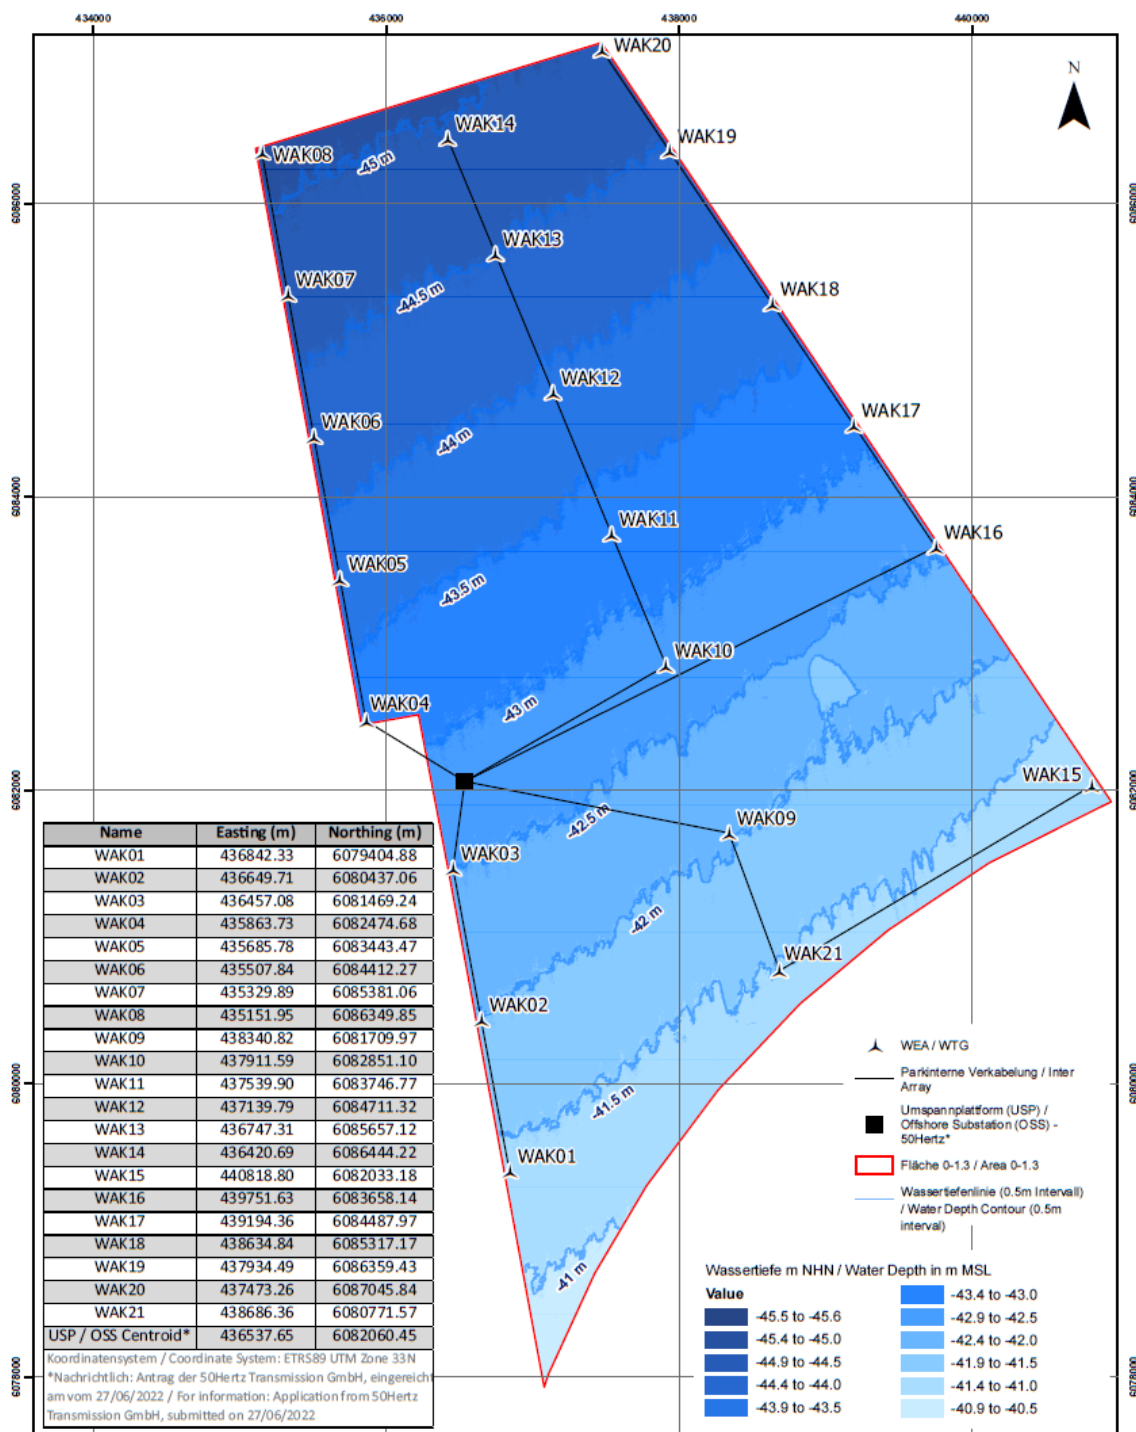 434000 436000 438000 440000
WAK20
N
WAK14
WAK19
WAK08
-45 m
6086000 6086000
WAK13
WAK07
-44.5 m
WAK18
WAK12
WAK17
WAK06
-44 m
6084000 6084000
WAK11
WAK16
WAK05
-43.5 m
WAK10
WAK04
-43 m
WAK15
6082000 6082000
WAK09
-42.5 m
WAK03
-42 m
WAK21
WAK02
6080000 6080000
-41.5 m
WAK01
-41 m
6078000 6078000
Name Easting (m) Northing (m)
WAK01 436842.33 6079404.88
WAK02 436649.71 6080437.06
WAK03 436457.08 6081469.24
WAK04 435863.73 6082474.68
WAK05 435685.78 6083443.47
WAK06 435507.84 6084412.27
WAK07 435329.89 6085381.06
WAK08 435151.95 6086349.85
WAK09 438340.82 6081709.97
WAK10 437911.59 6082851.10
WAK11 437539.90 6083746.77
WAK12 437139.79 6084711.32
WAK13 436747.31 6085657.12
WAK14 436420.69 6086444.22
WAK15 440818.80 6082033.18
WAK16 439751.63 6083658.14
WAK17 439194.36 6084487.97
WAK18 438634.84 6085317.17
WAK19 437934.49 6086359.43
WAK20 437473.26 6087045.84
WAK21 438686.36 6080771.57
USP / OSS Centroid* 436537.65 6082060.45
Koordinatensystem / Coordinate System: ETRS89 UTM Zone 33N
*Nachrichtlich: Antrag der 50Hertz Transmission GmbH, eingereicht
am vom 27/06/2022 / For information: Application from 50Hertz
Transmission GmbH, submitted on 27/06/2022
WEA / WTG
Parkinterne Verkabelung / Inter
Array
Umspannplattform (USP) /
Offshore Substation (OSS) -
50Hertz*
Fläche 0-1.3 / Area 0-1.3
Wassertiefenlinie (0.5m Intervall)
/ Water Depth Contour (0.5m
interval)
Wassertiefe m NHN / Water Depth in m MSL
Value
-45.5 to -45.6
-45.4 to -45.0
-44.9 to -44.5
-44.4 to -44.0
-43.9 to -43.5
-43.4 to -43.0
-42.9 to -42.5
-42.4 to -42.0
-41.9 to -41.5
-41.4 to -41.0
-40.9 to -40.5